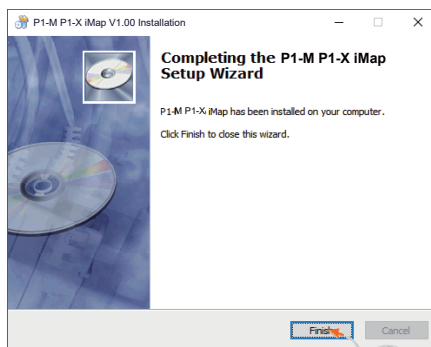 P1-M P1-X iMap V1.00 Installation
Completing the P1-M P1-X iMap
Setup Wizard
P1-M P1-X iMap has been installed on your computer.
Click Finish to close this wizard.
Finish
Cancel